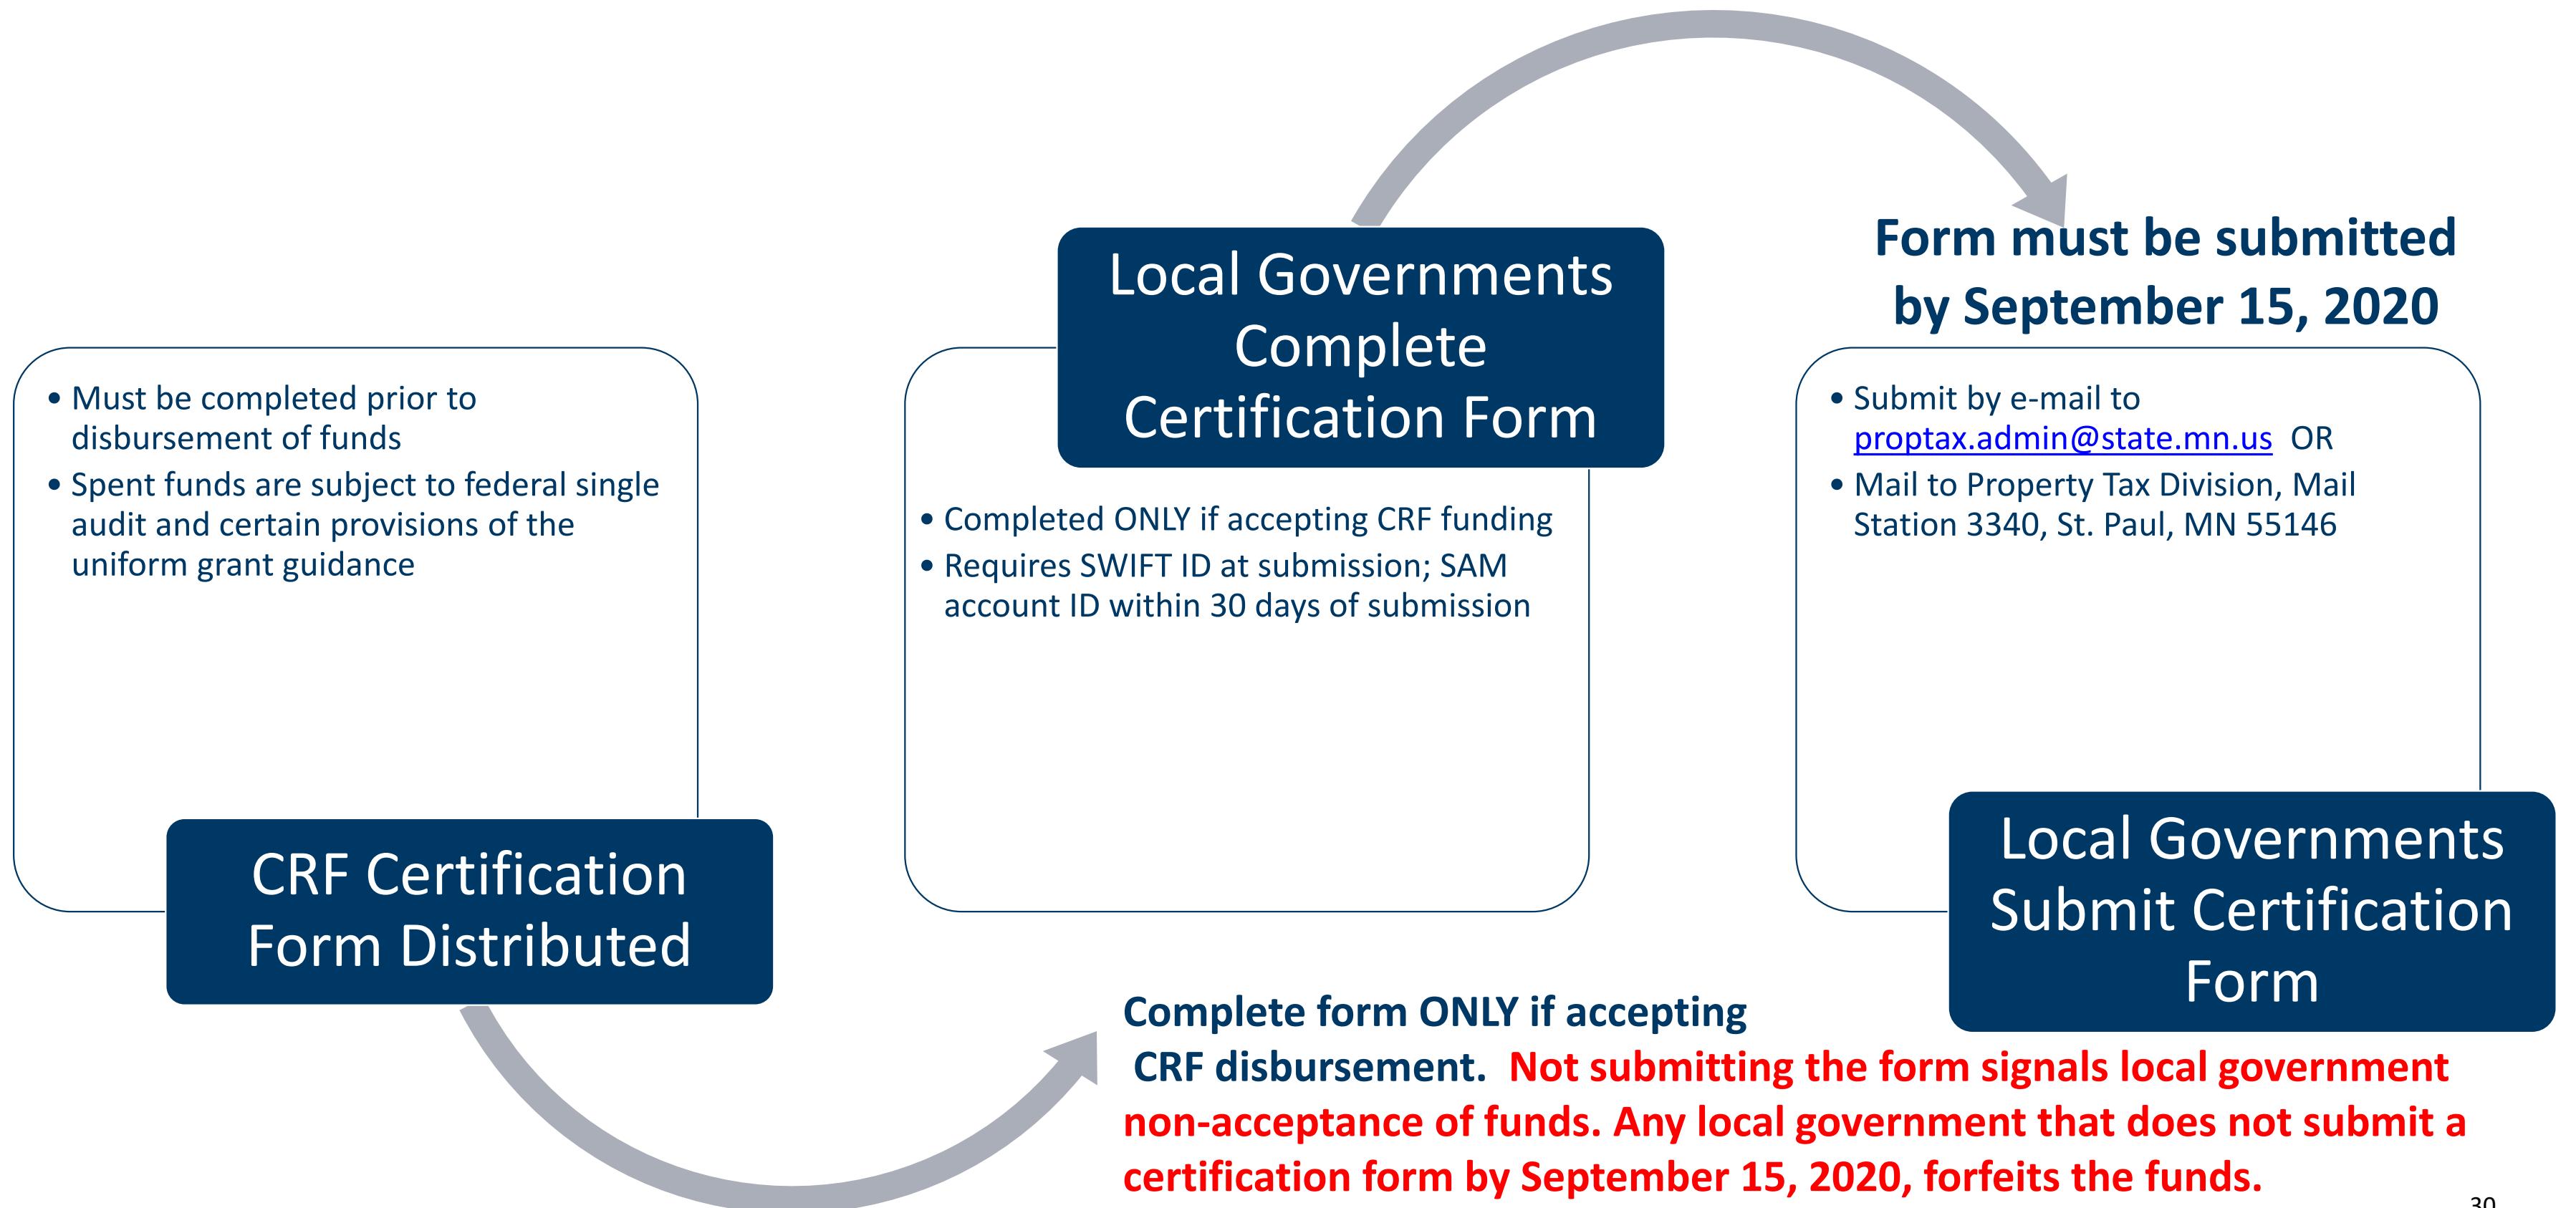 • Must be completed prior to
disbursement of funds
• Spent funds are subject to federal single
audit and certain provisions of the
uniform grant guidance
CRF Certification
Form Distributed
Local Governments
Complete
Certification Form
• Completed ONLY if accepting CRF funding
• Requires SWIFT ID at submission; SAM
account ID within 30 days of submission
Form must be submitted
by September 15, 2020
• Submit by e-mail to
proptax.admin@state.mn.us OR
• Mail to Property Tax Division, Mail
Station 3340, St. Paul, MN 55146
Local Governments
Submit Certification
Form
Complete form ONLY if accepting
CRF disbursement. Not submitting the form signals local government
non-acceptance of funds. Any local government that does not submit a
certification form by September 15, 2020, forfeits the funds.
30